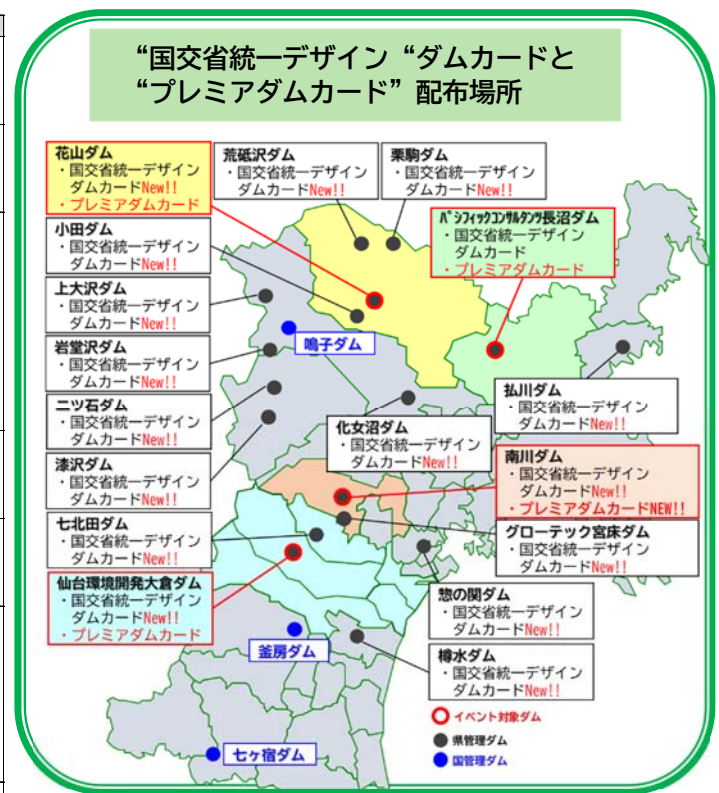 “国交省統一デザイン“ダムカードと
“プレミアダムカード”配布場所
花山ダム
・国交省統一デザイン
ダムカードNew!!
・プレミアダムカード
荒砥沢ダム
・国交省統一デザイン
ダムカードNew!!
栗駒ダム
・国交省統一デザイン
ダムカードNew!!
小田ダム
・国交省統一デザイン
ダムカードNew!!
パシフィックコンサルタンツ長沼ダム
・国交省統一デザイン
ダムカード
・プレミアダムカード
上大沢ダム
・国交省統一デザイン
ダムカードNew!!
鳴子ダム
岩堂沢ダム
・国交省統一デザイン
ダムカードNew!!
二ツ石ダム
・国交省統一デザイン
ダムカードNew!!
払川ダム
・国交省統一デザイン
ダムカードNew!!
化女沼ダム
・国交省統一デザイン
ダムカードNew!!
漆沢ダム
・国交省統一デザイン
ダムカードNew!!
南川ダム
・国交省統一デザイン
ダムカードNew!!
・プレミアダムカードNEW!!
七北田ダム
・国交省統一デザイン
ダムカードNew!!
グローテック宮床ダム
・国交省統一デザイン
ダムカードNew!!
仙台環境開発大倉ダム
・国交省統一デザイン
ダムカードNew!!
・プレミアダムカード
惣の関ダム
・国交省統一デザイン
ダムカードNew!!
釜房ダム
樽水ダム
・国交省統一デザイン
ダムカードNew!!
七ヶ宿ダム
イベント対象ダム
県管理ダム
国管理ダム